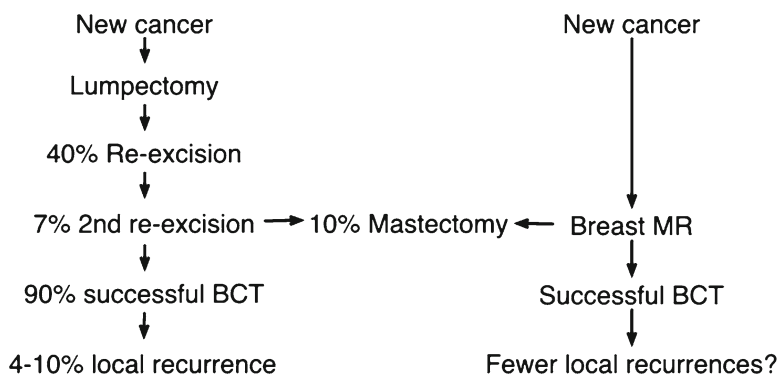 New cancer
Lumpectomy
40% Re-excision
7% 2nd re-excision
90% successful BCT
4-10% local recurrence
10% Mastectomy
New cancer
Breast MR
Successful BCT
Fewer local recurrences?